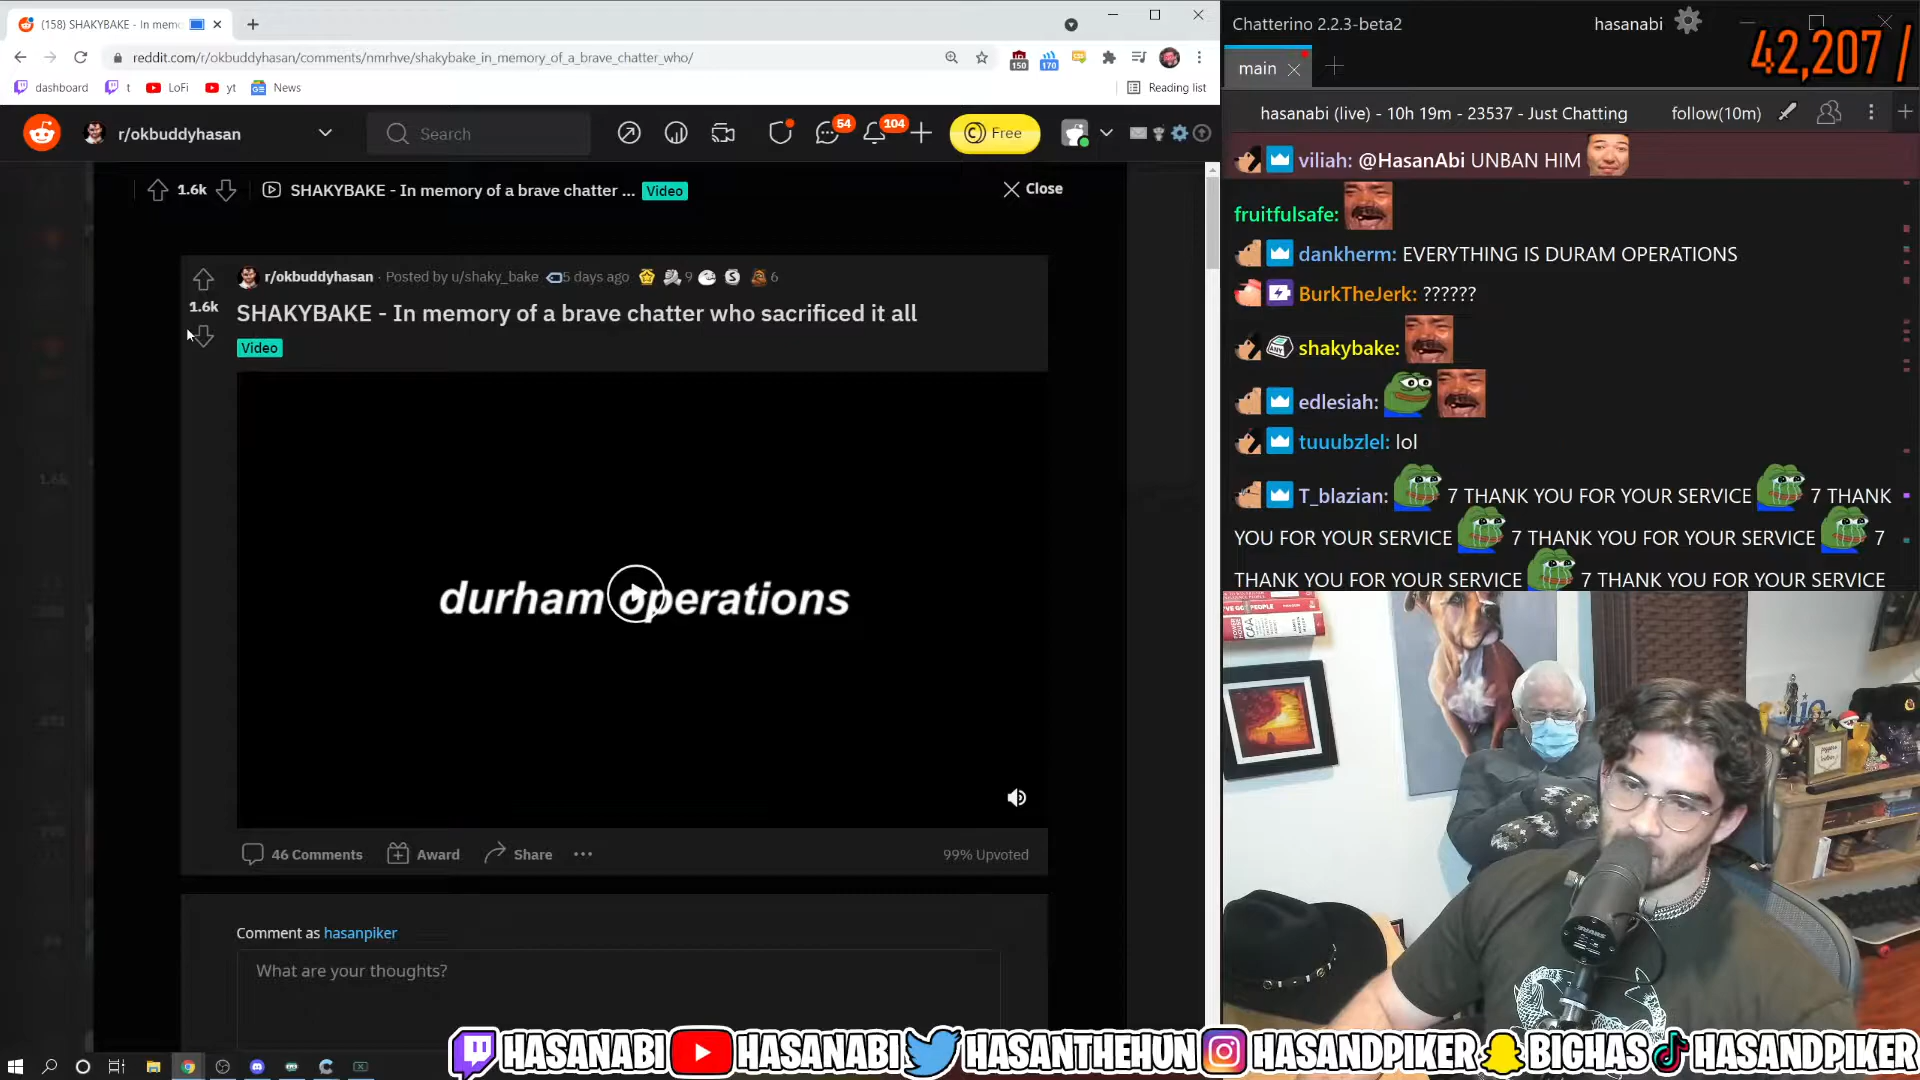 (158) SHAKYBAKE - In mem
reddit.com/r/okbuddyhasan/comments/nmrhve/shakybake_in_memory_of_a_brave_chatter_who/
150
170
dashboard
t
LoFi
yt
News
Reading list
r/okbuddyhasan
Search
54
104
Free
1.6k
SHAKYBAKE - In memory of a brave chatter ...
Video
Close
r/okbuddyhasan
Posted by u/shaky_bake
5 days ago
9
6
1.6k
SHAKYBAKE - In memory of a brave chatter who sacrificed it all
Video
durham operations
46 Comments
Award
Share
99% Upvoted
Comment as hasanpiker
What are your thoughts?
Chatterino 2.2.3-beta2
hasanabi
42,207 /
main
hasanabi (live) - 10h 19m - 23537 - Just Chatting
follow(10m)
viliah: @HasanAbi UNBAN HIM
fruitfulsafe:
dankherm: EVERYTHING IS DURAM OPERATIONS
BurkTheJerk: ??????
shakybake:
edlesiah:
tuuubzlel: lol
T_blazian: 7 THANK YOU FOR YOUR SERVICE 7 THANK
YOU FOR YOUR SERVICE 7 THANK YOU FOR YOUR SERVICE 7
THANK YOU FOR YOUR SERVICE 7 THANK YOU FOR YOUR SERVICE
HASANABI
HASANABI
HASANTHEHUN
HASANDPIKER
BIGHAS
HASANDPIKER